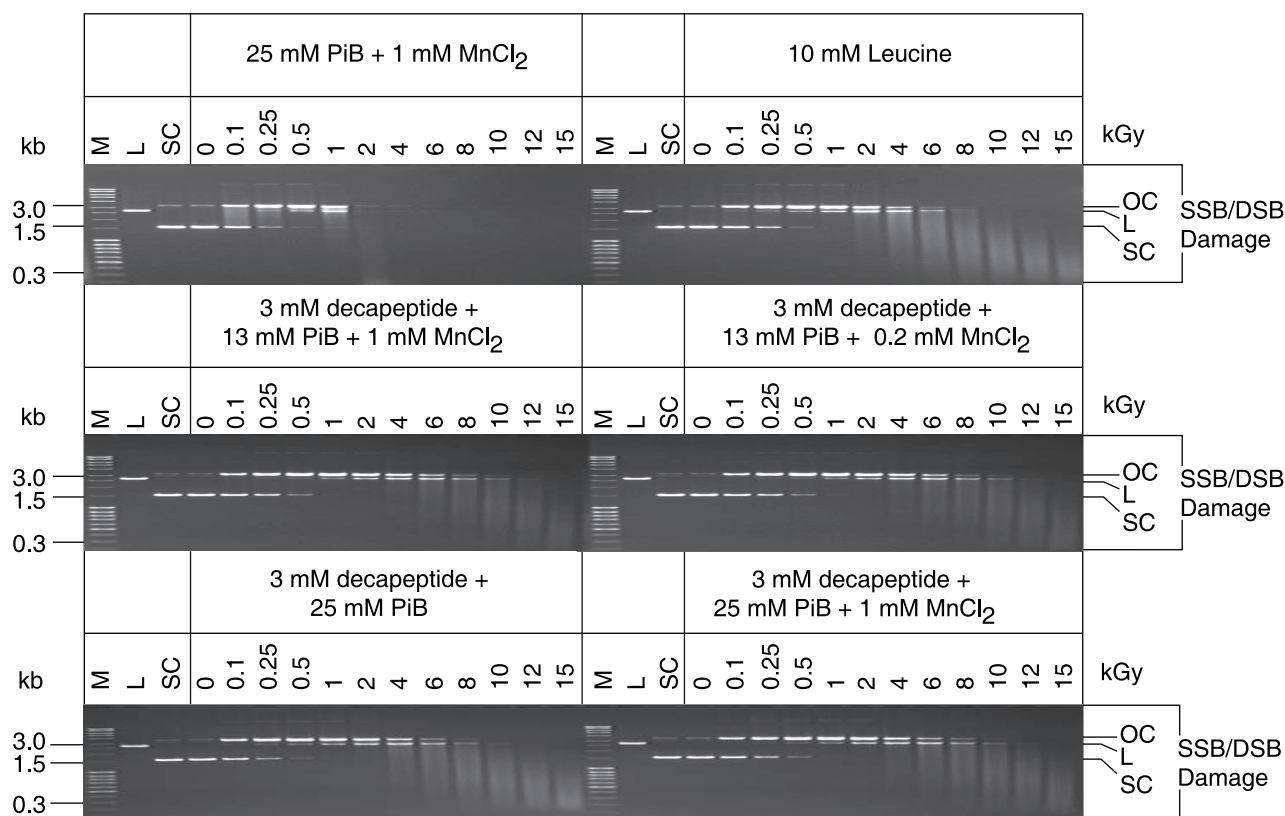 25 mM PiB + 1 mM MnCl2
10 mM Leucine
kb M L SC 0 0.1 0.25 0.5 1 2 4 6 8 10 12 15 M L SC 0 0.1 0.25 0.5 1 2 4 6 8 10 12 15 kGy
3.0
1.5
0.3
OC
L
SC
SSB/DSB
Damage
3 mM decapeptide +
13 mM PiB + 1 mM MnCl2
3 mM decapeptide +
13 mM PiB + 0.2 mM MnCl2
kb M L SC 0 0.1 0.25 0.5 1 2 4 6 8 10 12 15 M L SC 0 0.1 0.25 0.5 1 2 4 6 8 10 12 15 kGy
3.0
1.5
0.3
OC
L
SC
SSB/DSB
Damage
3 mM decapeptide +
25 mM PiB
3 mM decapeptide +
25 mM PiB + 1 mM MnCl2
kb M L SC 0 0.1 0.25 0.5 1 2 4 6 8 10 12 15 M L SC 0 0.1 0.25 0.5 1 2 4 6 8 10 12 15 kGy
3.0
1.5
0.3
OC
L
SC
SSB/DSB
Damage